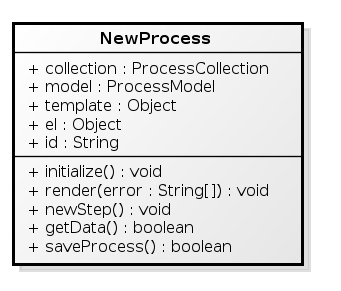 NewProcess
+ collection : ProcessCollection
+ model : ProcessModel
+ template : Object
+ el : Object
+ id : String
+ initialize() : void
+ render(error : String[]) : void
+ newStep() : void
+ getData() : boolean
+ saveProcess() : boolean